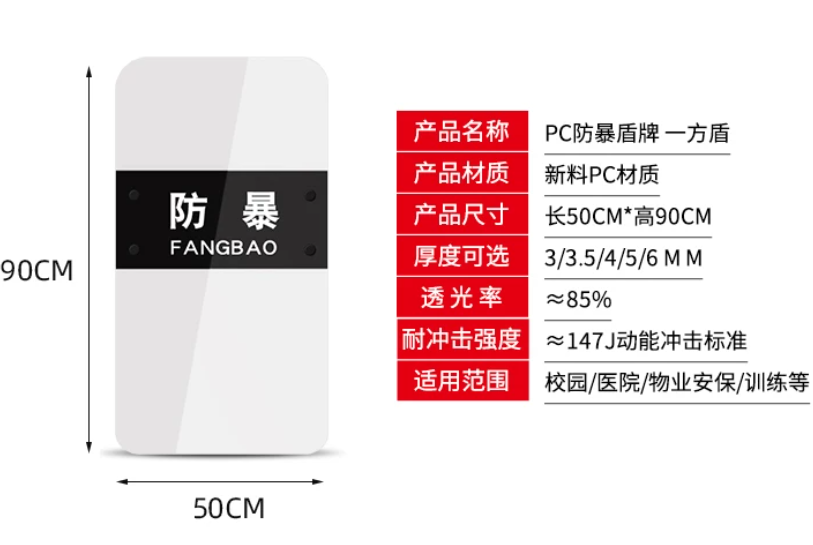 防 暴
FANGBAO
90CM
50CM
产品名称 PC防暴盾牌 一方盾
产品材质 新料PC材质
产品尺寸 长50CM*高90CM
厚度可选 3/3.5/4/5/6 M M
透光率 ≈85%
耐冲击强度 ≈147J动能冲击标准
适用范围 校园/医院/物业安保/训练等